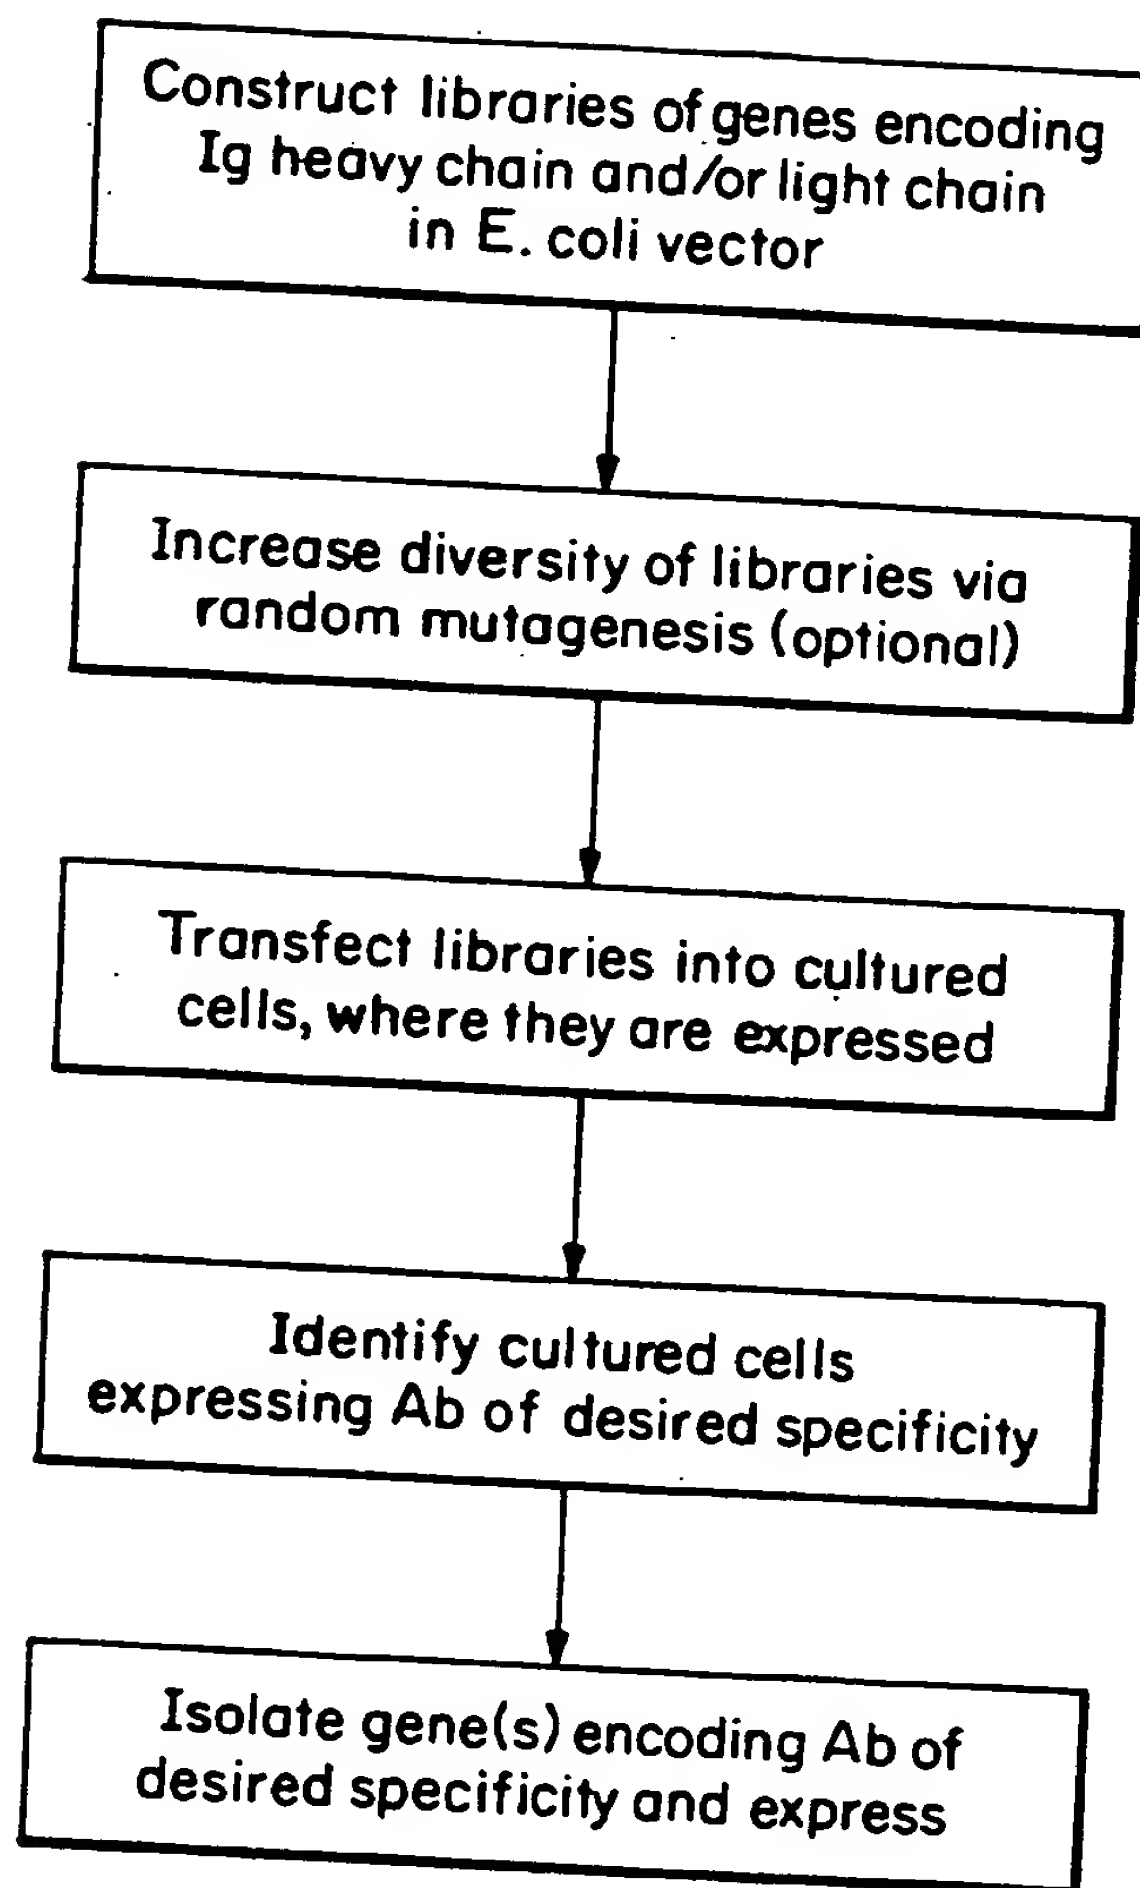 Construct libraries of genes encoding
Ig heavy chain and/or light chain
in E. coli vector
Increase diversity of libraries via
random mutagenesis (optional)
Transfect libraries into cultured
cells, where they are expressed
Identify cultured cells
expressing Ab of desired specificity
Isolate gene(s) encoding Ab of
desired specificity and express